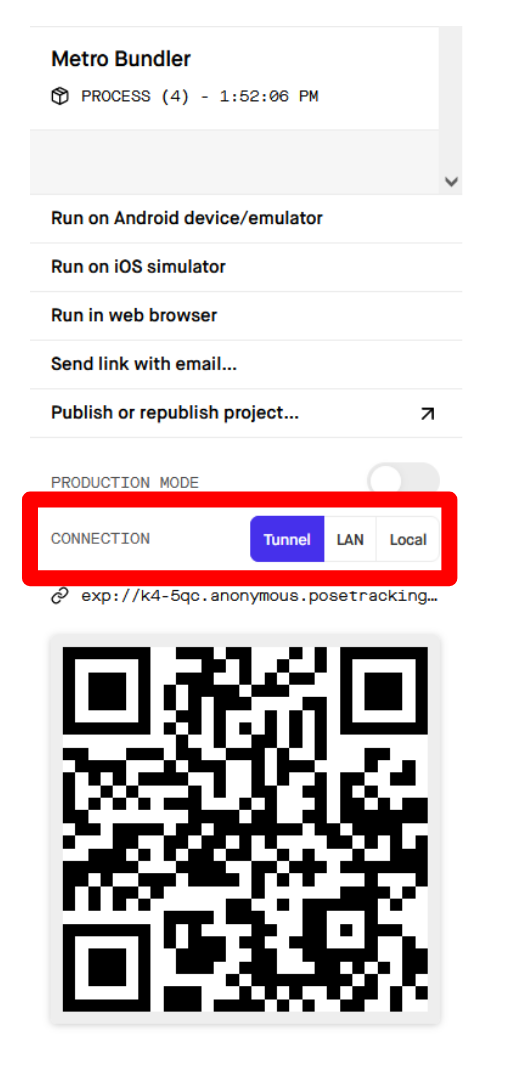 Metro Bundler
PROCESS (4) - 1:52:06 PM
Run on Android device/emulator
Run on iOS simulator
Run in web browser
Send link with email...
Publish or republish project...
PRODUCTION MODE
CONNECTION Tunnel LAN Local
exp://k4-5qc.anonymous.posetracking…